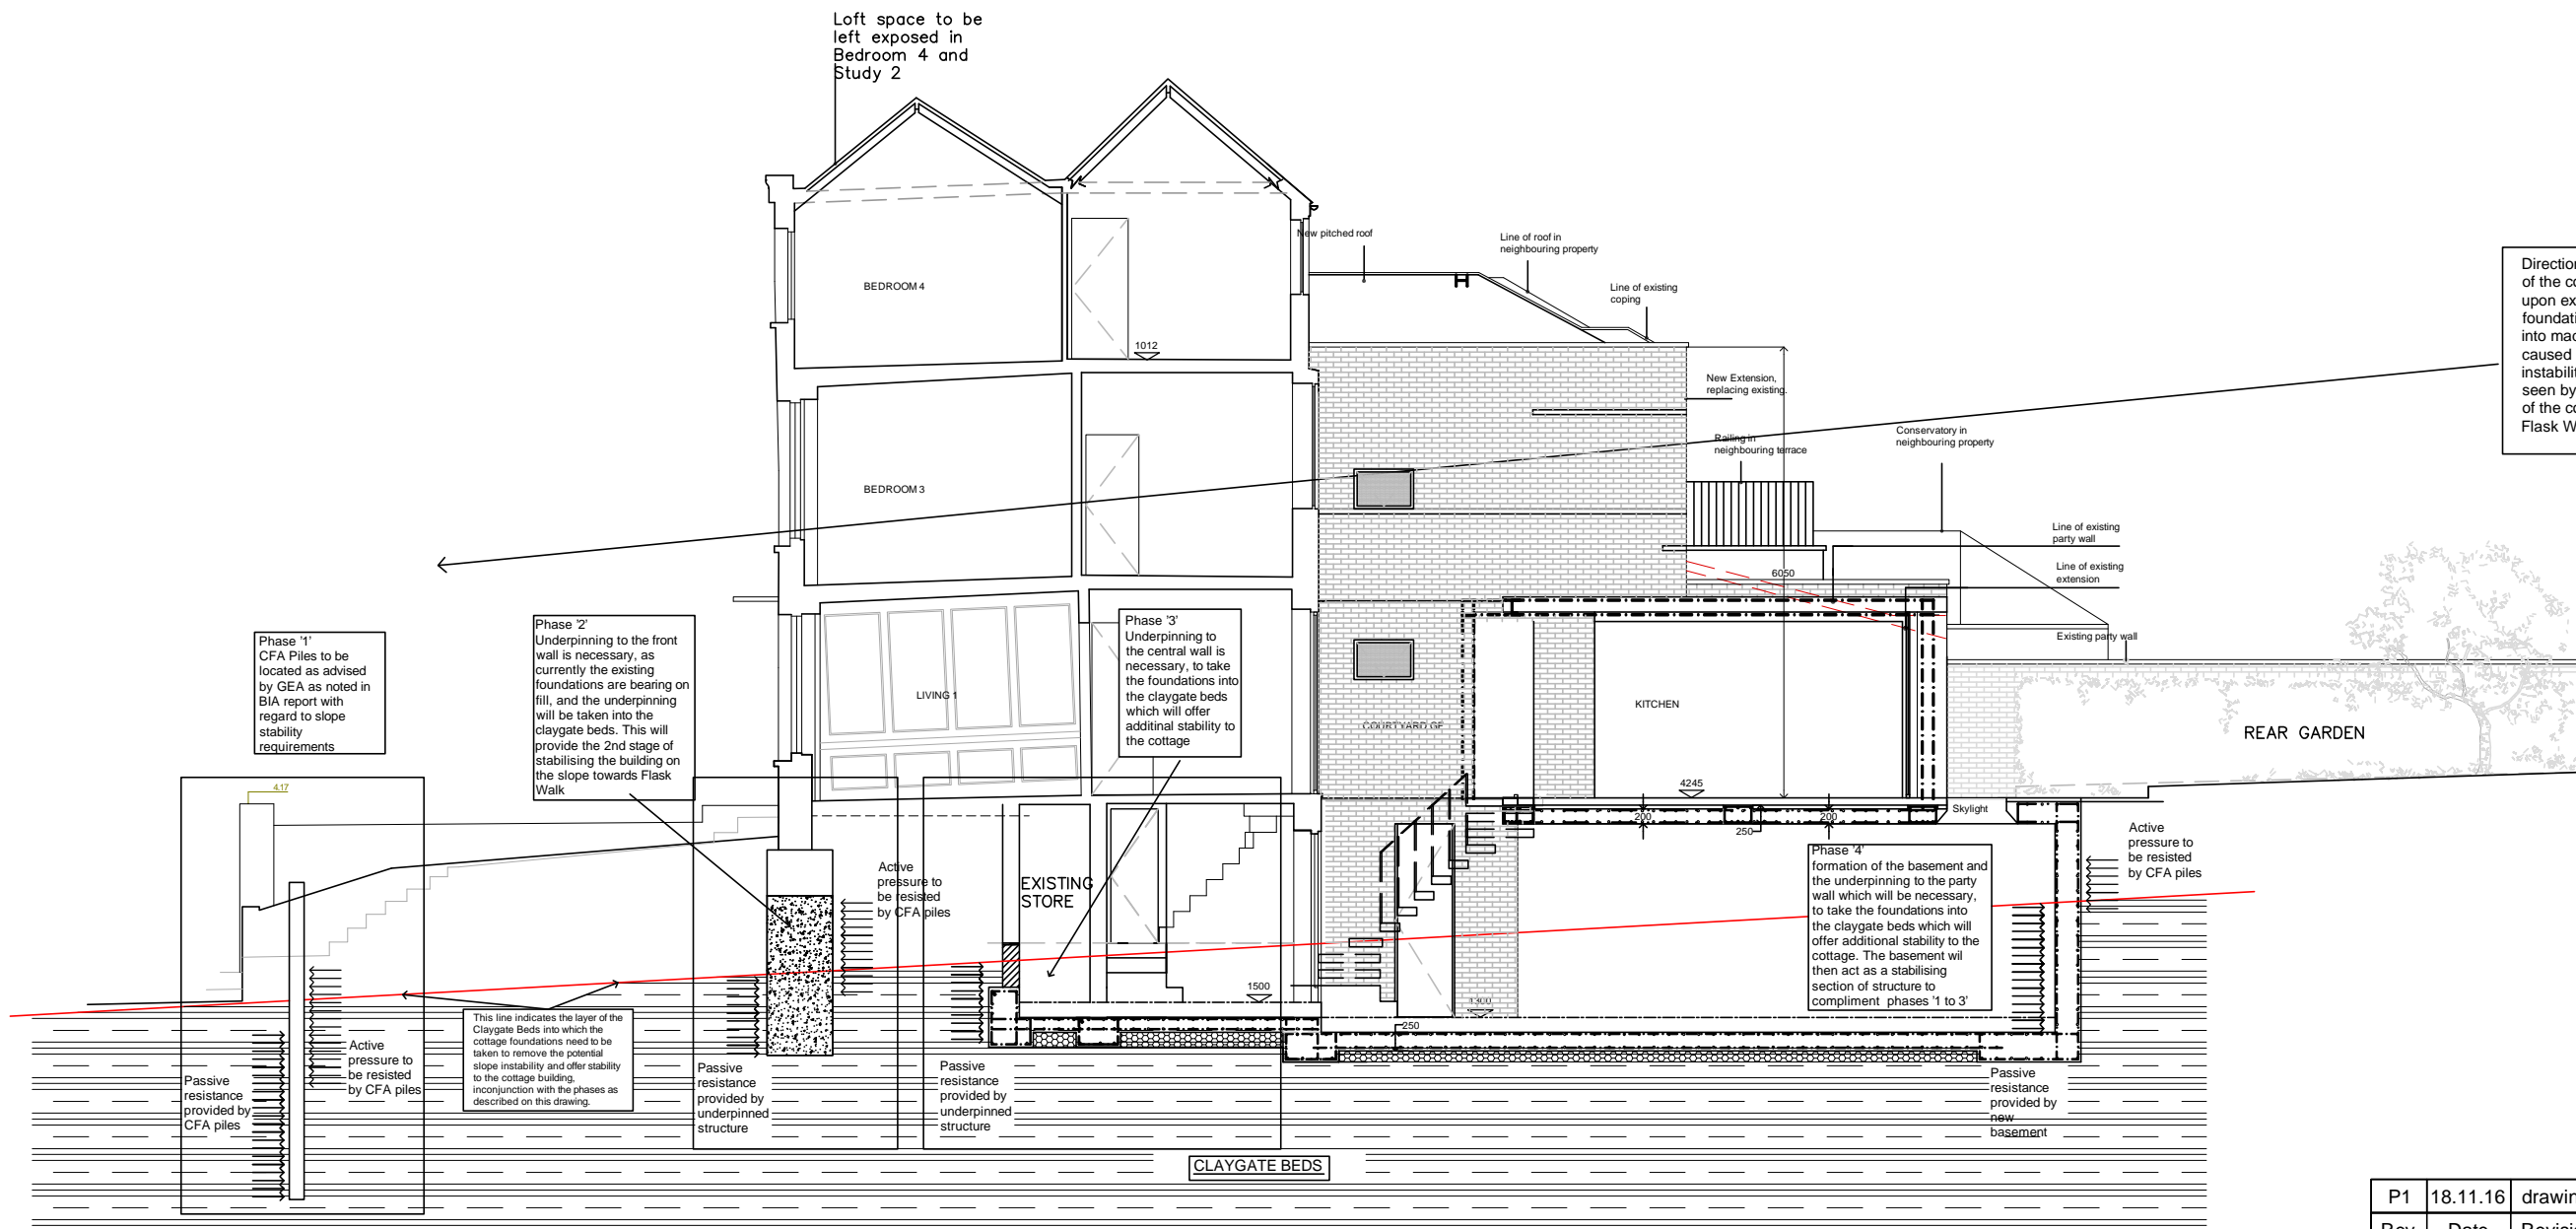 Loft space to be
left exposed in
Bedroom 4 and
Study 2
New pitched roof
Line of roof in
neighbouring property
Line of existing
coping
BEDROOM 4
1012
New Extension,
replacing existing.
Railing in
neighbouring terrace
Conservatory in
neighbouring property
Line of existing
party wall
Line of existing
extension
Existing party wall
6050
BEDROOM 3
Direction
of the
upon
into
caused
seen by
of the
Flask
Phase '1'
CFA Piles to be
located as advised
by GEA as noted in
BIA report with
regard to slope
stability
requirements
Phase '2'
Underpinning to the front
wall is necessary, as
currently the existing
foundations are bearing on
fill, and the underpinning
will be taken into the
claygate beds. This will
provide the 2nd stage of
stabilising the building on
the slope towards Flask
Walk
Phase '3'
Underpinning to
the central wall is
necessary, to take
the foundations into
the claygate beds
which will offer
additinal stability to
the cottage
LIVING 1
COURTYARD GF
KITCHEN
REAR GARDEN
4245
200
250
200
Skylight
4.17
EXISTING
STORE
Active
pressure to
be resisted
by CFA piles
Active
pressure to
be resisted
by CFA piles
Phase '4'
formation of the basement and
the underpinning to the party
wall which will be necessary,
to take the foundations into
the claygate beds which will
offer additional stability to the
cottage. The basement wil
then act as a stabilising
section of structure to
compliment phases '1 to 3'
1500
1300
250
This line indicates the layer of the
Claygate Beds into which the
cottage foundations need to be
taken to remove the potential
slope instability and offer stability
to the cottage building,
inconjunction with the phases as
described on this drawing.
Active
pressure to
be resisted
by CFA piles
Passive
resistance
provided by
CFA piles
Passive
resistance
provided by
underpinned
structure
Passive
resistance
provided by
underpinned
structure
Passive
resistance
provided by
new
basement
CLAYGATE BEDS
P1 18.11.16
Rev Date